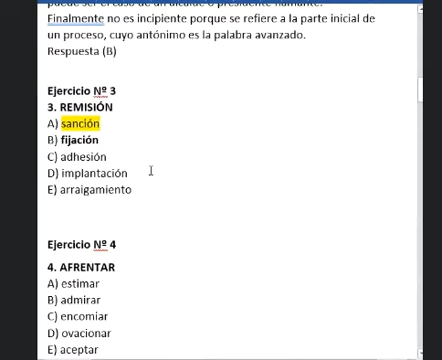 Finalmente no es incipiente porque se refiere a la parte inicial de
un proceso, cuyo antónimo es la palabra avanzado.
Respuesta (B)
Ejercicio Nº 3
3. REMISIÓN
A) sanción
B) fijación
C) adhesión
D) implantación
E) arraigamiento
Ejercicio Nº 4
4. AFRENTAR
A) estimar
B) admirar
C) encomiar
D) ovacionar
E) aceptar